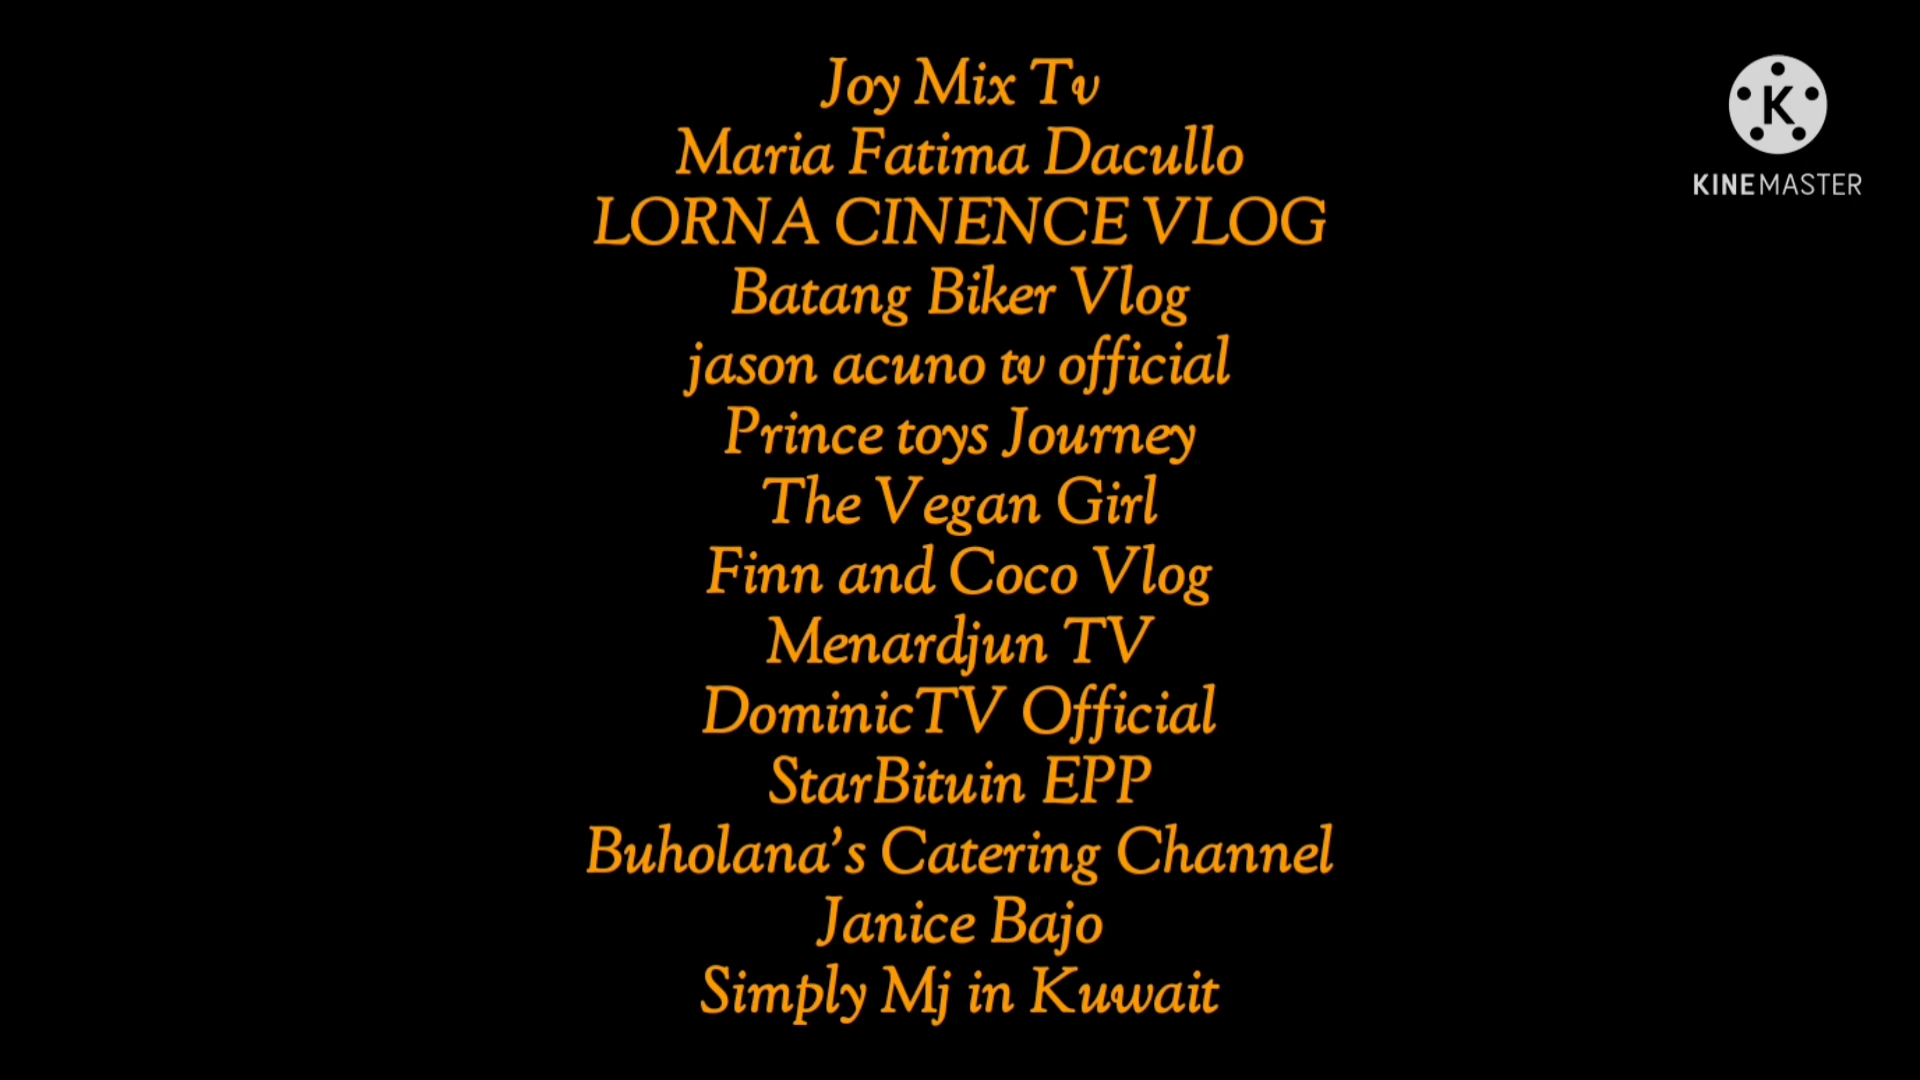 Joy Mix Tv
Maria Fatima Dacullo
LORNA CINENCE VLOG
Batang Biker Vlog
jason acuno tv official
Prince toys Journey
The Vegan Girl
Finn and Coco Vlog
Menardjun TV
DominicTV Official
StarBituin EPP
Buholana’s Catering Channel
Janice Bajo
Simply Mj in Kuwait
K
KINEMASTER